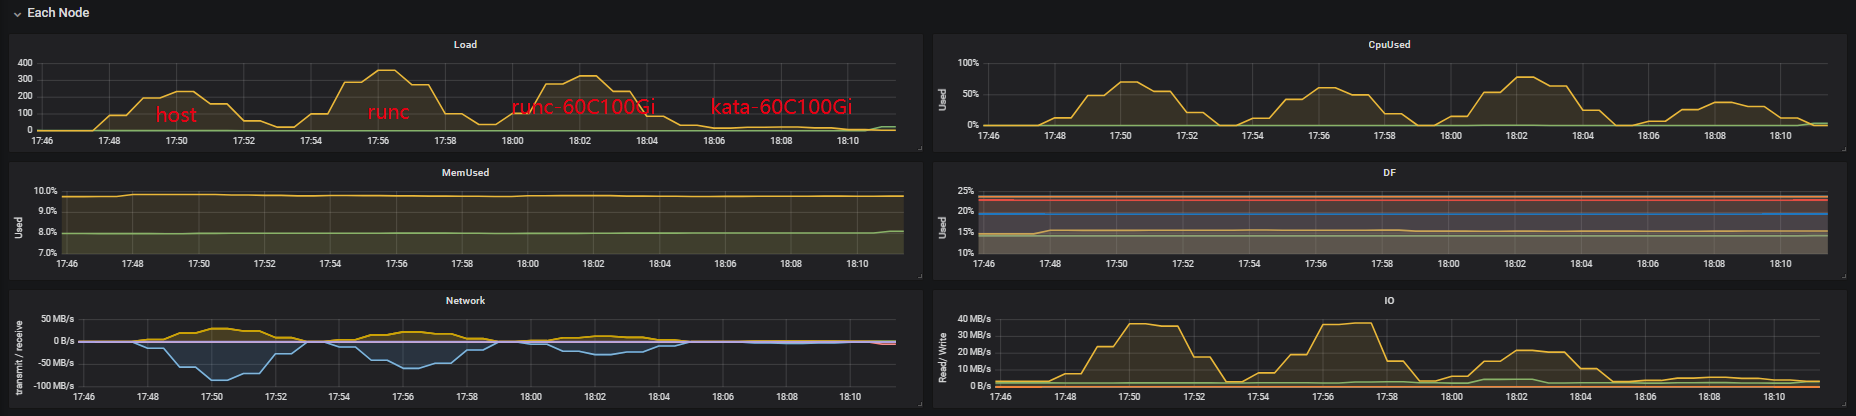 Each Node
Load
400
300
200
100
0
host
runc
runc-60C100Gi
kata-60C100Gi
17:46 17:48 17:50 17:52 17:54 17:56 17:58 18:00 18:02 18:04 18:06 18:08 18:10
CpuUsed
Used
100%
50%
0%
17:46 17:48 17:50 17:52 17:54 17:56 17:58 18:00 18:02 18:04 18:06 18:08 18:10
MemUsed
Used
10.0%
9.0%
8.0%
7.0%
17:46 17:48 17:50 17:52 17:54 17:56 17:58 18:00 18:02 18:04 18:06 18:08 18:10
DF
Used
25%
20%
15%
10%
17:46 17:48 17:50 17:52 17:54 17:56 17:58 18:00 18:02 18:04 18:06 18:08 18:10
Network
transmit / receive
50 MB/s
0 B/s
-50 MB/s
-100 MB/s
17:46 17:48 17:50 17:52 17:54 17:56 17:58 18:00 18:02 18:04 18:06 18:08 18:10
IO
Read/ Write
40 MB/s
30 MB/s
20 MB/s
10 MB/s
0 B/s
17:46 17:48 17:50 17:52 17:54 17:56 17:58 18:00 18:02 18:04 18:06 18:08 18:10